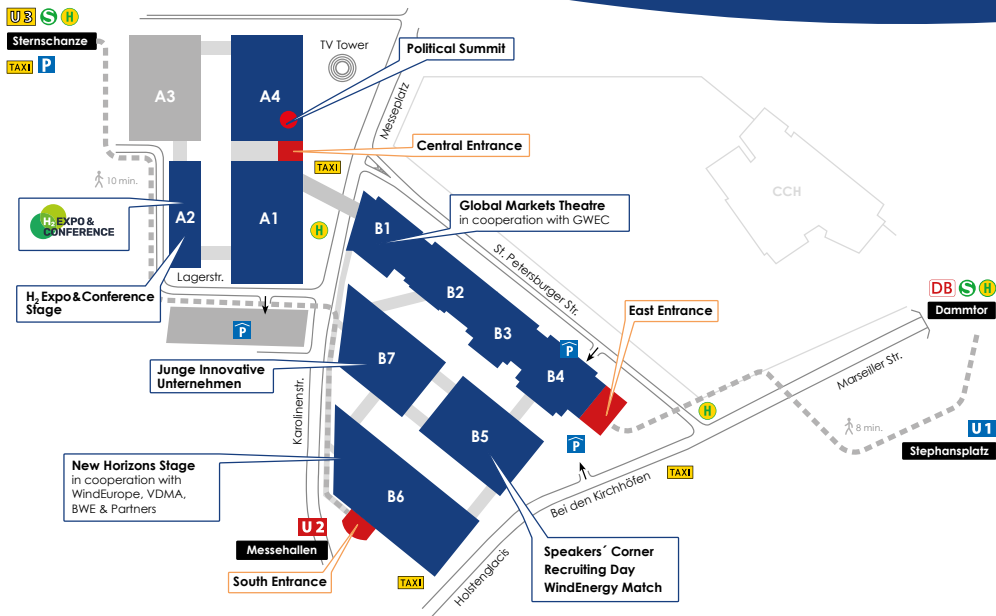 U3 S H
Sternschanze
TAXI P
TV Tower
Political Summit
Messeplatz
A3
A4
Central Entrance
TAXI
10 min.
CCH
H₂ EXPO &
CONFERENCE
A2
A1
H
B1
Global Markets Theatre
in cooperation with GWEC
St. Petersburger Str.
Lagerstr.
H₂ Expo & Conference
Stage
B2
DB S H
Dammtor
East Entrance
P
B3
P
B7
B4
Junge Innovative
Unternehmen
Marseiller Str.
Karolinenstr.
H
8 min.
U1
Stephansplatz
B5
P
New Horizons Stage
in cooperation with
WindEurope, VDMA,
BWE & Partners
TAXI
B6
Bei den Kirchhöfen
U2
Messehallen
South Entrance
TAXI
Holstenglacis
Speakers´ Corner
Recruiting Day
WindEnergy Match